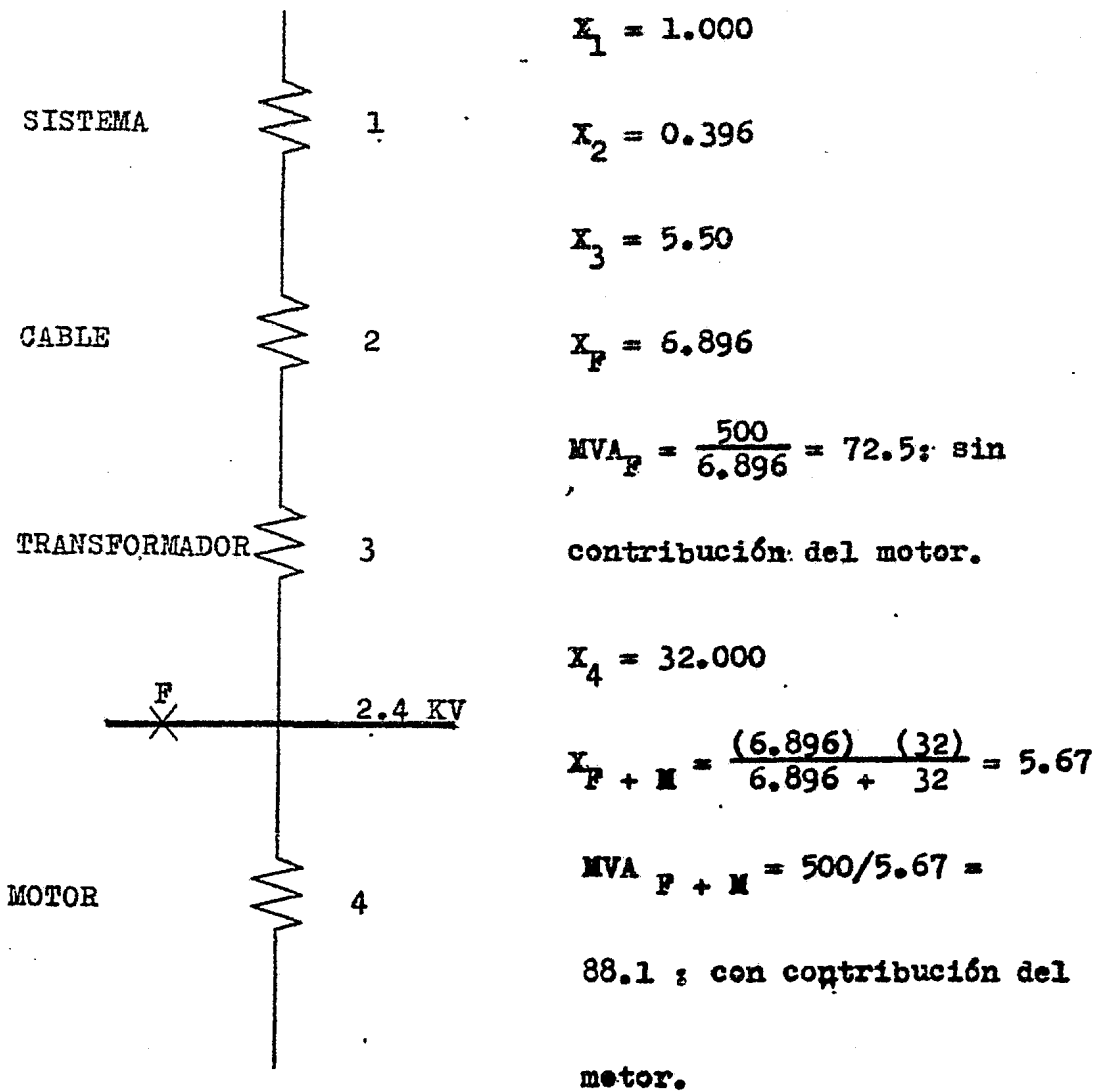 SISTEMA 1
CABLE 2
TRANSFORMADOR 3
F 2.4 KV
MOTOR 4
X1 = 1.000
X2 = 0.396
X3 = 5.50
XF = 6.896
MVAF = 500/6.896 = 72.5: sin
contribución del motor.
X4 = 32.000
XF + M = (6.896) (32)/6.896 + 32 = 5.67
MVA F + M = 500/5.67 =
88.1 : con contribución del
motor.